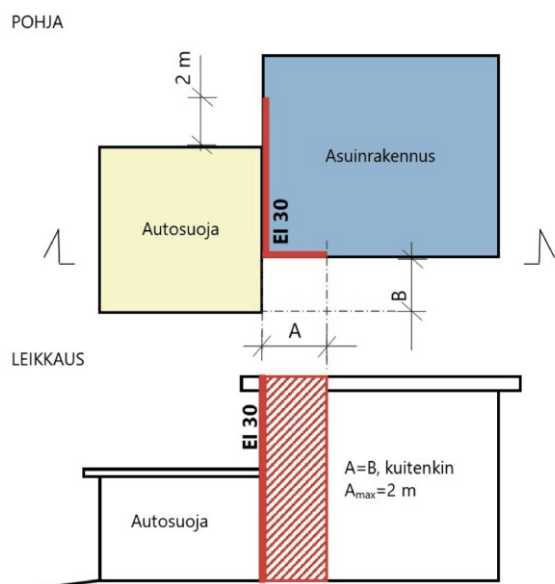 POHJA
2 m
Asuinrakennus
Autosuoja
EI 30
B
A
LEIKKAUS
EI 30
A=B, kuitenkin
Amax=2 m
Autosuoja